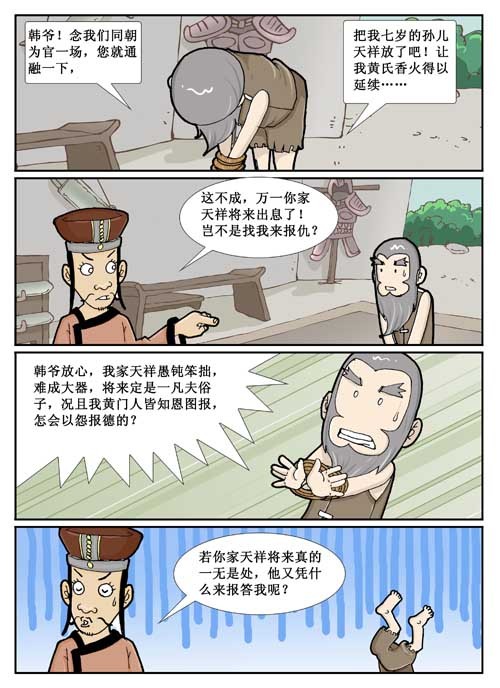 韩爷！念我们同朝
为官一场，您就通
融一下，
把我七岁的孙儿
天祥放了吧！让
我黄氏香火得以
延续……
这不成，万一你家
天祥将来出息了！
岂不是找我来报仇？
韩爷放心，我家天祥愚钝笨拙，
难成大器，将来定是一凡夫俗
子，况且我黄门人皆知恩图报，
怎会以怨报德的？
若你家天祥将来真的
一无是处，他又凭什
么来报答我呢？